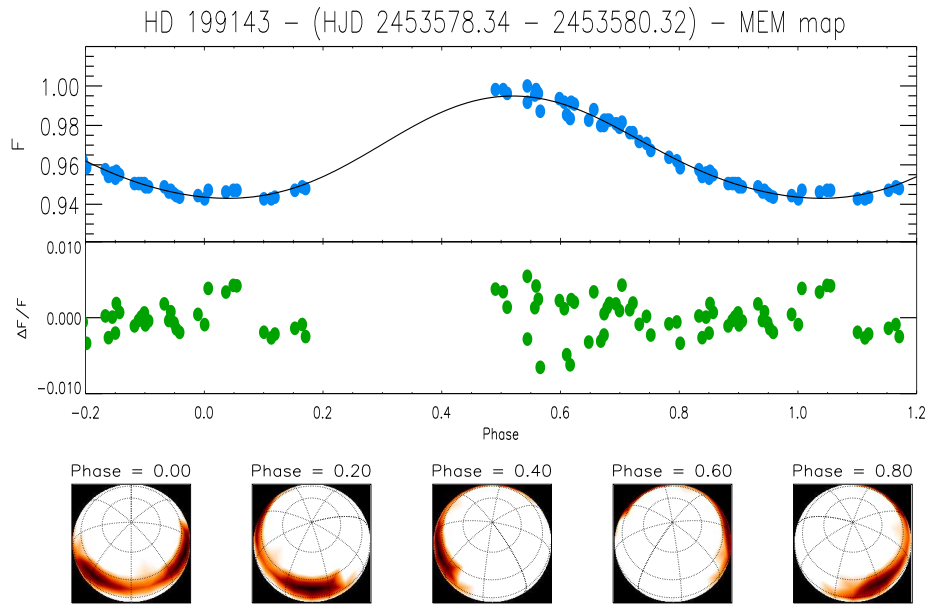 HD 199143 - (HJD 2453578.34 - 2453580.32) - MEM map
1.00
0.98
0.96
0.94
F
0.010
0.000
-0.010
ΔF/F
-0.2 0.0 0.2 0.4 0.6 0.8 1.0 1.2
Phase
Phase = 0.00 Phase = 0.20 Phase = 0.40 Phase = 0.60 Phase = 0.80